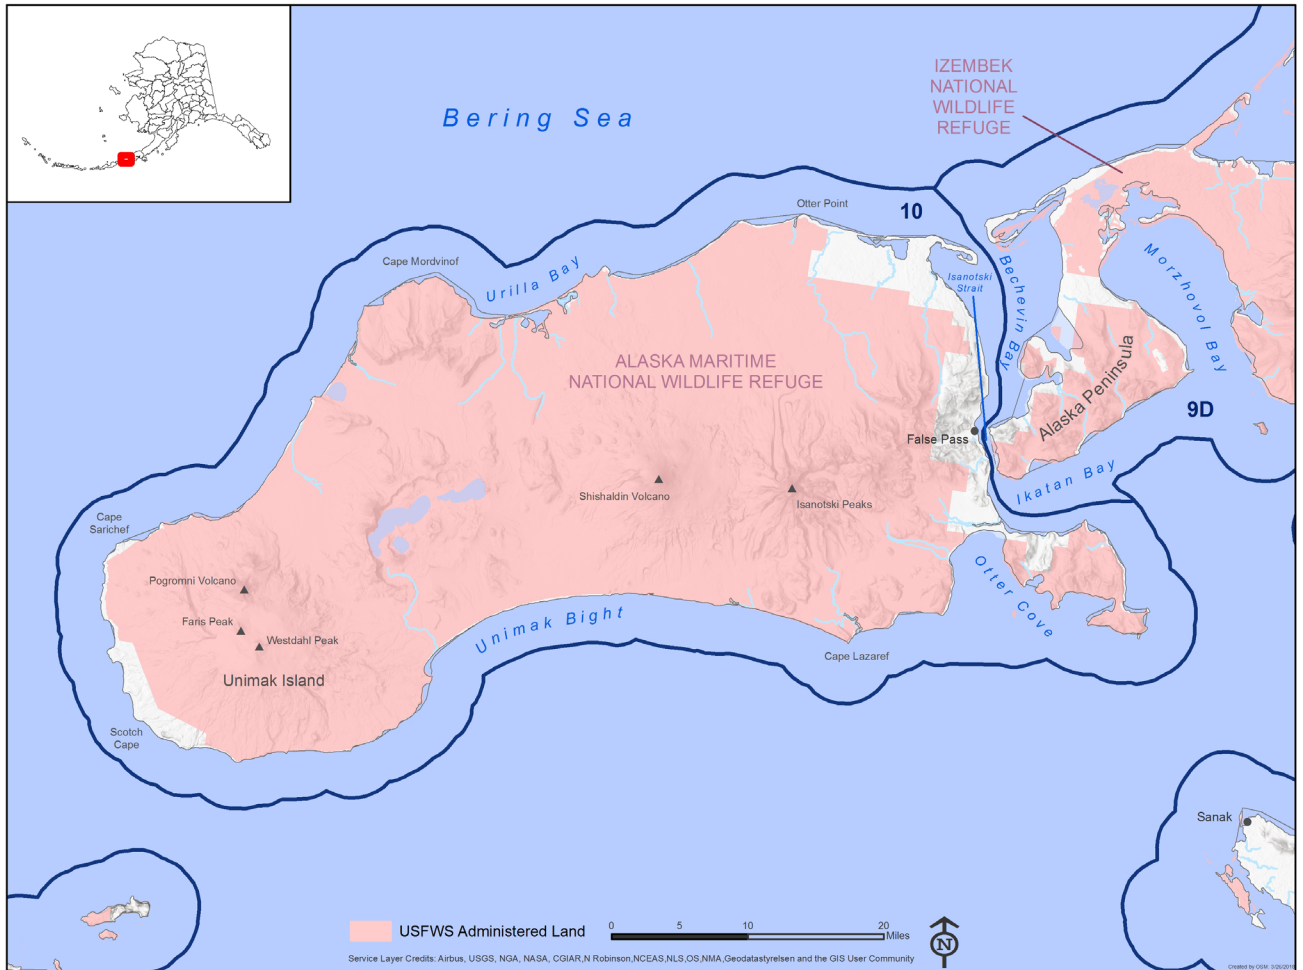 Bering Sea
IZEMBEK
NATIONAL
WILDLIFE
REFUGE
Otter Point
10
Cape Mordvinof
Urilla Bay
Isanotski
Strait
Bechevin Bay
Morzhovoi Bay
ALASKA MARITIME
NATIONAL WILDLIFE REFUGE
Alaska Peninsula
9D
False Pass
Ikatan Bay
Shishaldin Volcano
Isanotski Peaks
Cape
Sarichef
Pogromni Volcano
Faris Peak
Westdahl Peak
Unimak Island
Otter Cove
Unimak Bight
Cape Lazaref
Scotch
Cape
Sanak
USFWS Administered Land
0 5 10 20
Miles
N
Service Layer Credits: Airbus, USGS, NGA, NASA, CGIAR,N Robinson,NCEAS,NLS,OS,NMA,Geodatastyrelsen and the GIS User Community
Created by OSM: